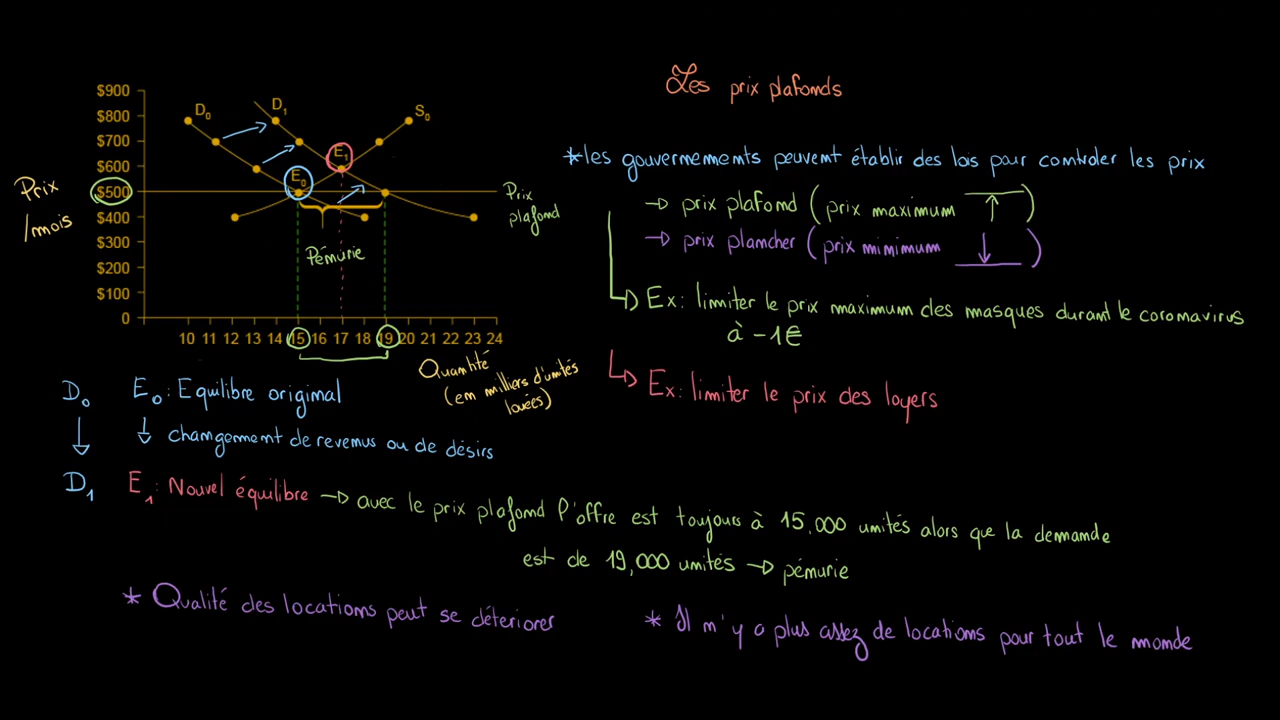 Les prix plafonds
$900
$800
$700
$600
$500
$400
$300
$200
$100
0
D₀
D₁
S₀
E₁
E₀
Prix
/mois
Prix
plafond
Pénurie
10 11 12 13 14 15 16 17 18 19 20 21 22 23 24
Quantité
(en milliers d'unités
louées)
*les gouvernements peuvent établir des lois pour controler les prix
→ prix plafond (prix maximum ↑)
→ prix plancher (prix minimum ↓)
Ex: limiter le prix maximum des masques durant le coronavirus
à -1€
Ex: limiter le prix des loyers
D₀ E₀: Equilibre original
↓ ↓ changement de revenus ou de désirs
D₁ E₁: Nouvel équilibre → avec le prix plafond l'offre est toujours à 15,000 unités alors que la demande
est de 19,000 unités → pénurie
* Qualité des locations peut se déteriorer
* Il n'y a plus assez de locations pour tout le monde